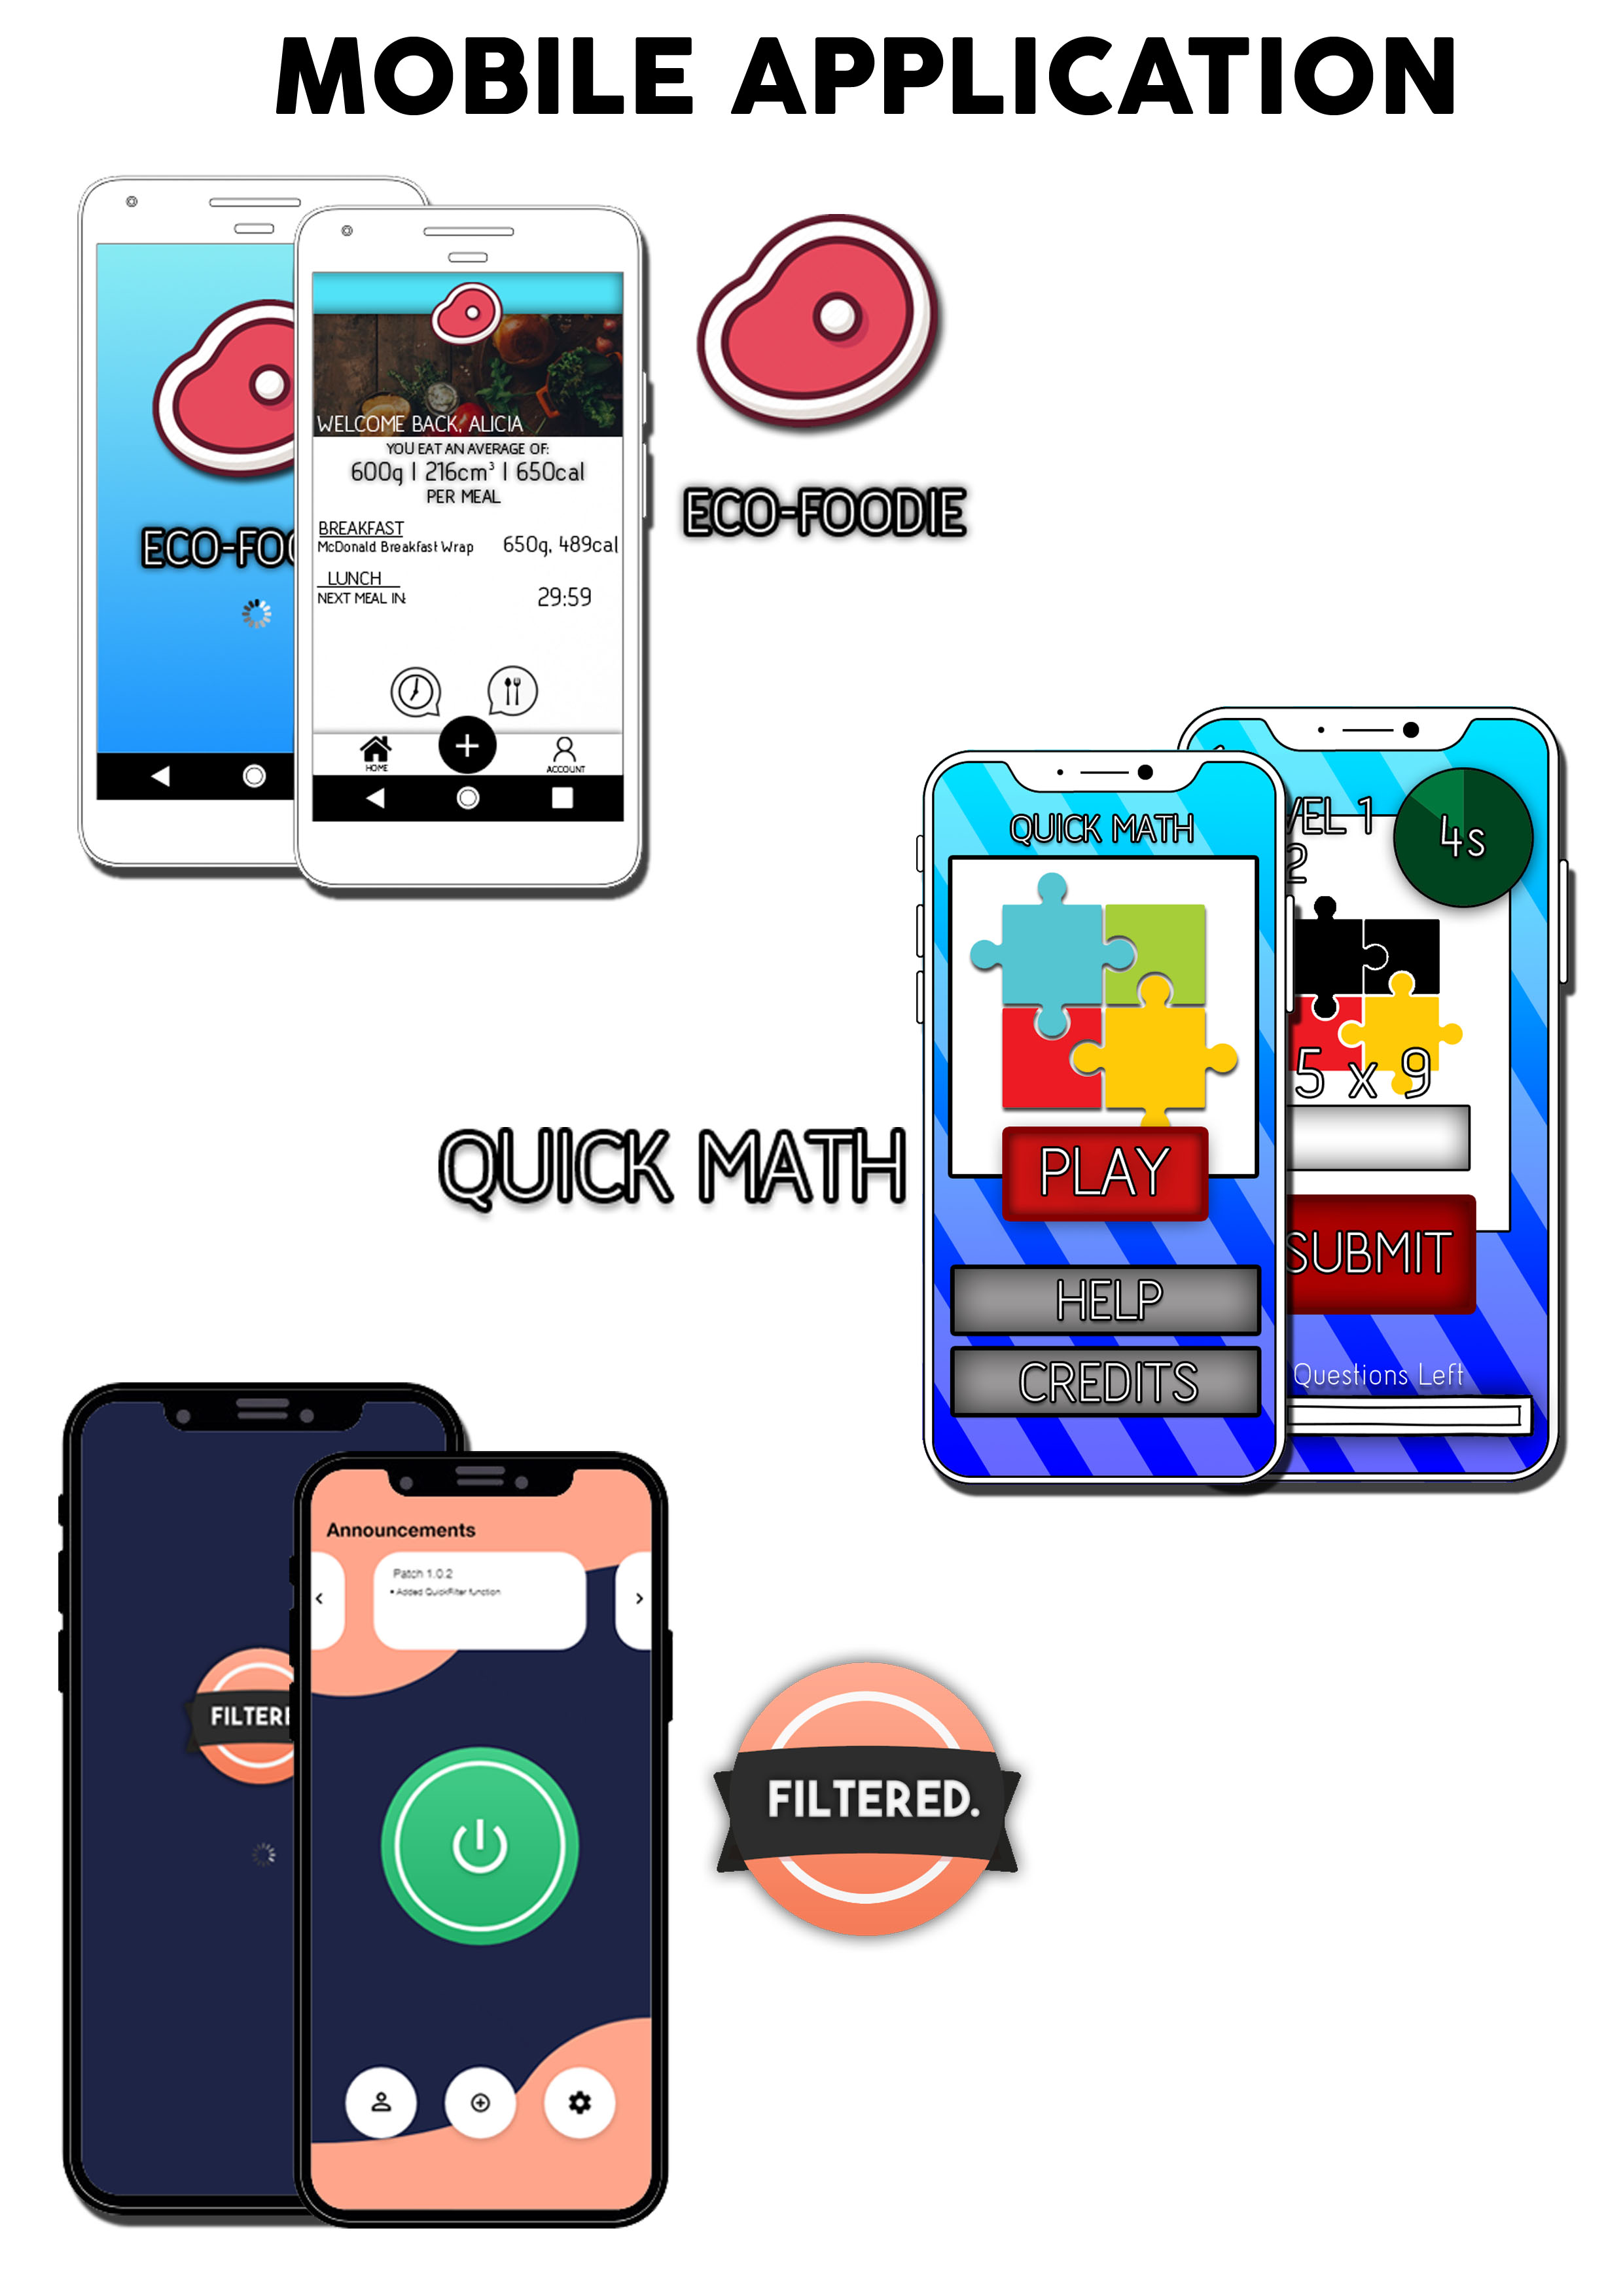 MOBILE APPLICATION
ECO-FOO
WELCOME BACK, ALICIA
YOU EAT AN AVERAGE OF:
600g | 216cm³ | 650cal
PER MEAL
BREAKFAST
McDonald Breakfast Wrap 650g, 489cal
LUNCH
NEXT MEAL IN: 29:59
HOME
ACCOUNT
ECO-FOODIE
QUICK MATH
QUICK MATH
PLAY
HELP
CREDITS
VEL 1
2
4s
5 x 9
SUBMIT
Questions Left
FILTERE
Announcements
Patch 1.0.2
• Added QuickFilter function
FILTERED.